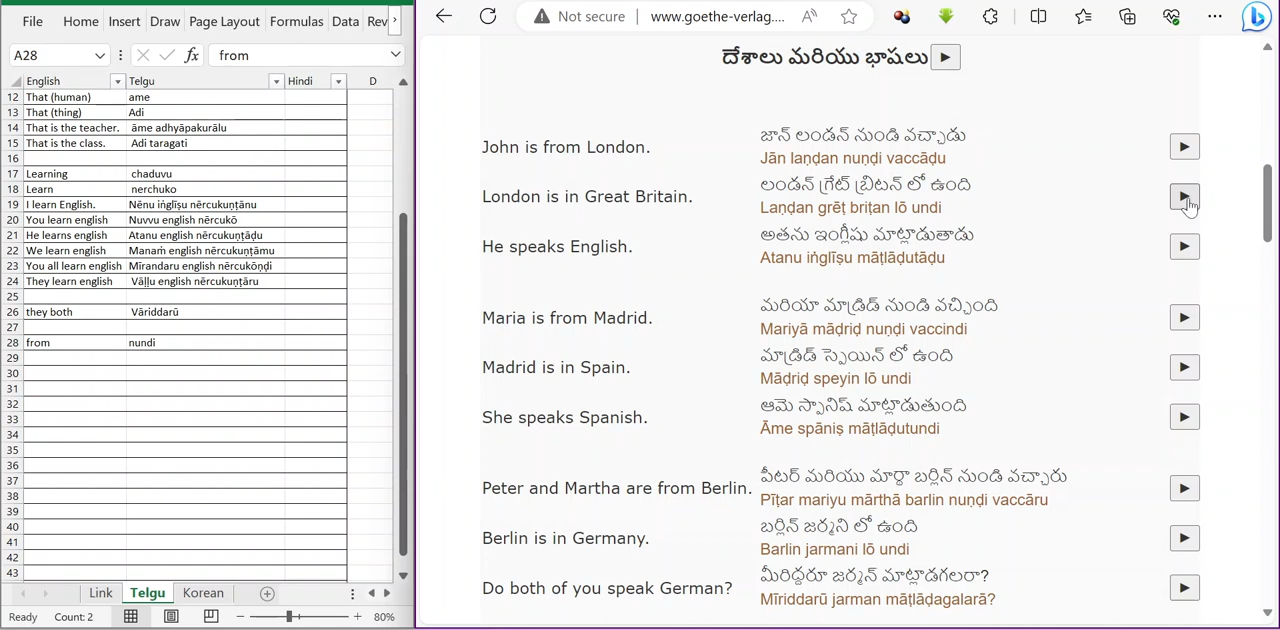 File Home Insert Draw Page Layout Formulas Data Rev
A28 fx from
English Telgu Hindi D
12 That (human) ame
13 That (thing) Adi
14 That is the teacher. āme adhyāpakurālu
15 That is the class. Adi taragati
16
17 Learning chaduvu
18 Learn nerchuko
19 I learn English. Nēnu iṅglīṣu nērcukuṇṭānu
20 You learn english Nuvvu english nērcukō
21 He learns english Atanu english nērcukuṇṭāḍu
22 We learn english Manaṁ english nērcukuṇṭāmu
23 You all learn english Mīrandaru english nērcukōṇḍi
24 They learn english Vāḷḷu english nērcukuṇṭāru
25
26 they both Vāriddarū
27
28 from nundi
29
30
31
32
33
34
35
36
37
38
39
40
41
42
43
Link Telgu Korean
Ready Count: 2 80%
Not secure www.goethe-verlag....
దేశాలు మరియు భాషలు
John is from London. జాన్ లండన్ నుండి వచ్చాడు
Jān laṇḍan nuṇḍi vaccāḍu
London is in Great Britain. లండన్ గ్రేట్ బ్రిటన్ లో ఉంది
Laṇḍan grēṭ briṭan lō undi
He speaks English. అతను ఇంగ్లీషు మాట్లాడుతాడు
Atanu iṅglīṣu māṭlāḍutāḍu
Maria is from Madrid. మరియా మాడ్రిడ్ నుండి వచ్చింది
Mariyā māḍriḍ nuṇḍi vaccindi
Madrid is in Spain. మాడ్రిడ్ స్పెయిన్ లో ఉంది
Māḍriḍ speyin lō undi
She speaks Spanish. ఆమె స్పానిష్ మాట్లాడుతుంది
Āme spāniṣ māṭlāḍutundi
Peter and Martha are from Berlin. పీటర్ మరియు మార్థా బర్లిన్ నుండి వచ్చారు
Pīṭar mariyu mārthā barlin nuṇḍi vaccāru
Berlin is in Germany. బర్లిన్ జర్మని లో ఉంది
Barlin jarmani lō undi
Do both of you speak German? మీరిద్దరూ జర్మన్ మాట్లాడగలరా?
Mīriddarū jarman māṭlāḍagalarā?